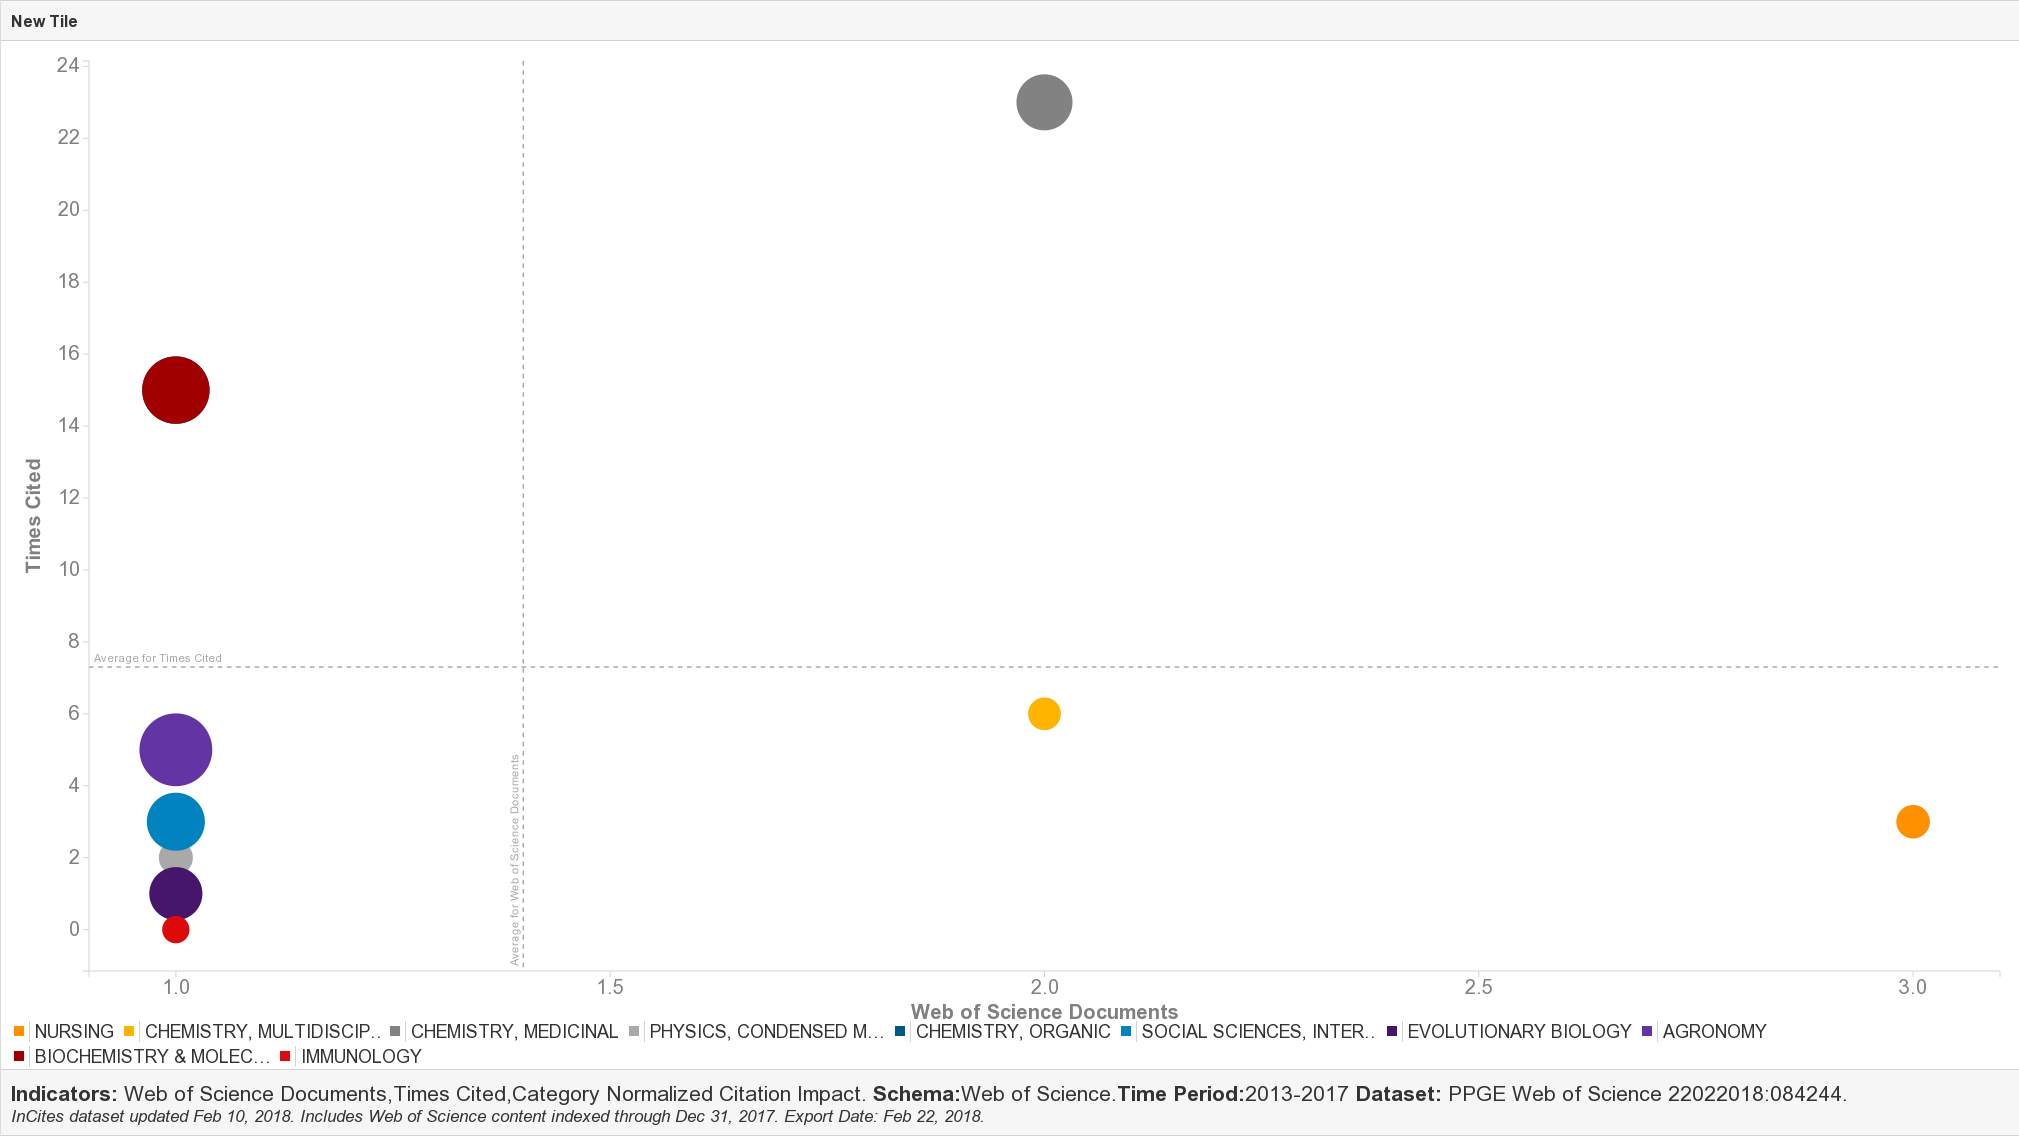 New Tile
24
22
20
18
16
14
12
10
8
6
4
2
0
Times Cited
Average for Times Cited
Average for Web of Science Documents
1.0 1.5 2.0 2.5 3.0
Web of Science Documents
NURSING CHEMISTRY, MULTIDISCIP.. CHEMISTRY, MEDICINAL PHYSICS, CONDENSED M... CHEMISTRY, ORGANIC SOCIAL SCIENCES, INTER.. EVOLUTIONARY BIOLOGY AGRONOMY
BIOCHEMISTRY & MOLEC... IMMUNOLOGY
Indicators: Web of Science Documents,Times Cited,Category Normalized Citation Impact. Schema:Web of Science.Time Period:2013-2017 Dataset: PPGE Web of Science 22022018:084244.
InCites dataset updated Feb 10, 2018. Includes Web of Science content indexed through Dec 31, 2017. Export Date: Feb 22, 2018.